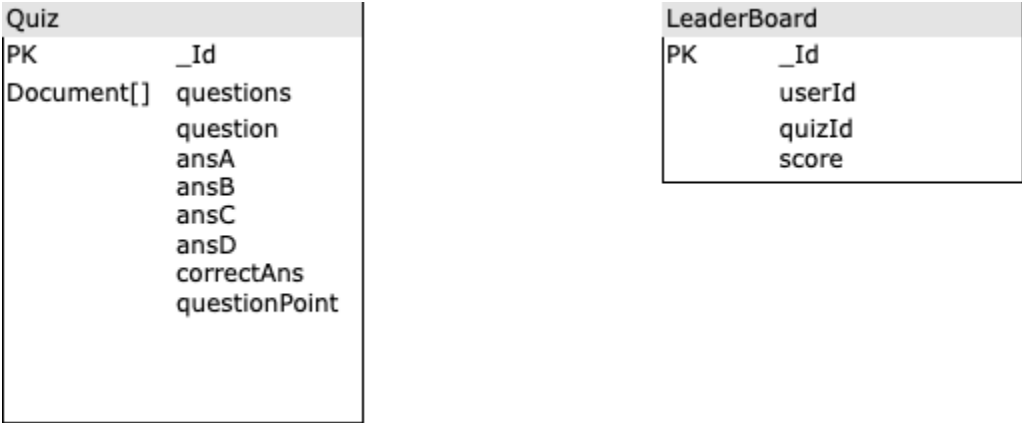 Quiz
PK _Id
Document[] questions
question
ansA
ansB
ansC
ansD
correctAns
questionPoint
LeaderBoard
PK _Id
userId
quizId
score